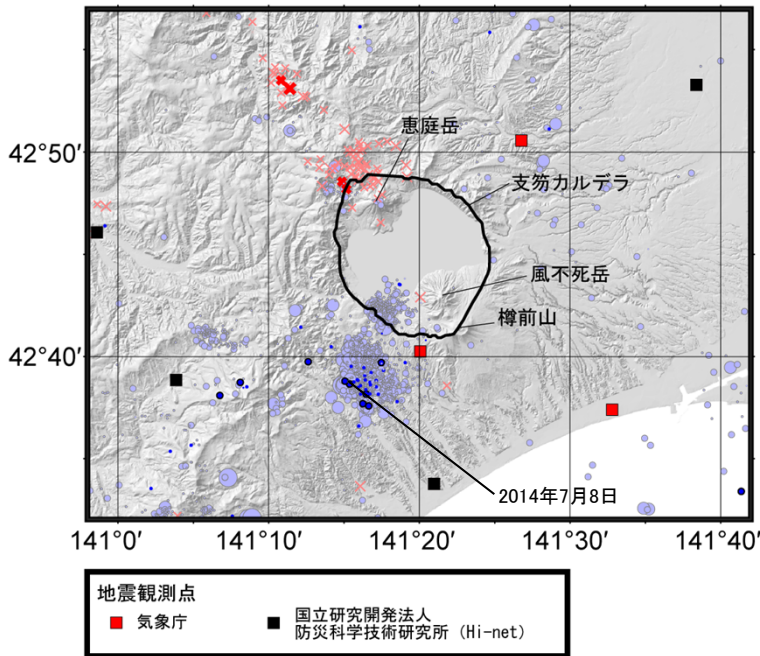 恵庭岳
42°50'
支笏カルデラ
風不死岳
樽前山
42°40'
2014年7月8日
141°0'
141°10'
141°20'
141°30'
141°40'
地震観測点
気象庁
国立研究開発法人
防災科学技術研究所 (Hi-net)